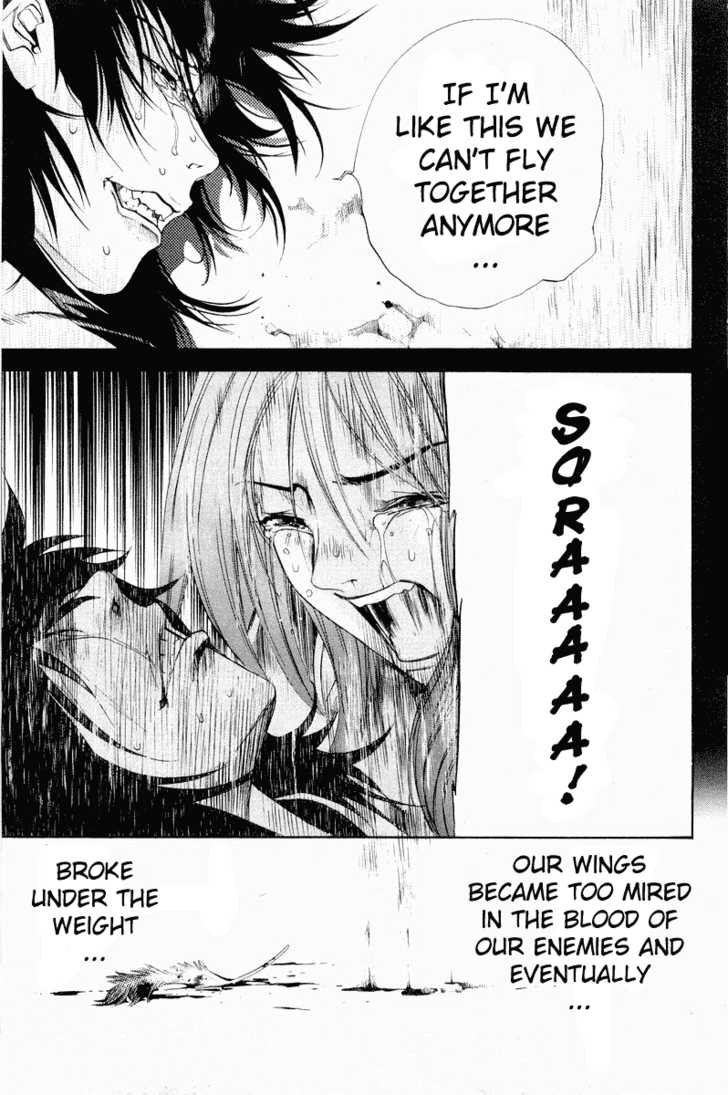 IF I'M
LIKE THIS WE
CAN'T FLY
TOGETHER
ANYMORE
...
SORAAAAAA!
OUR WINGS
BECAME TOO MIRED
IN THE BLOOD OF
OUR ENEMIES AND
EVENTUALLY
...
BROKE
UNDER THE
WEIGHT
...